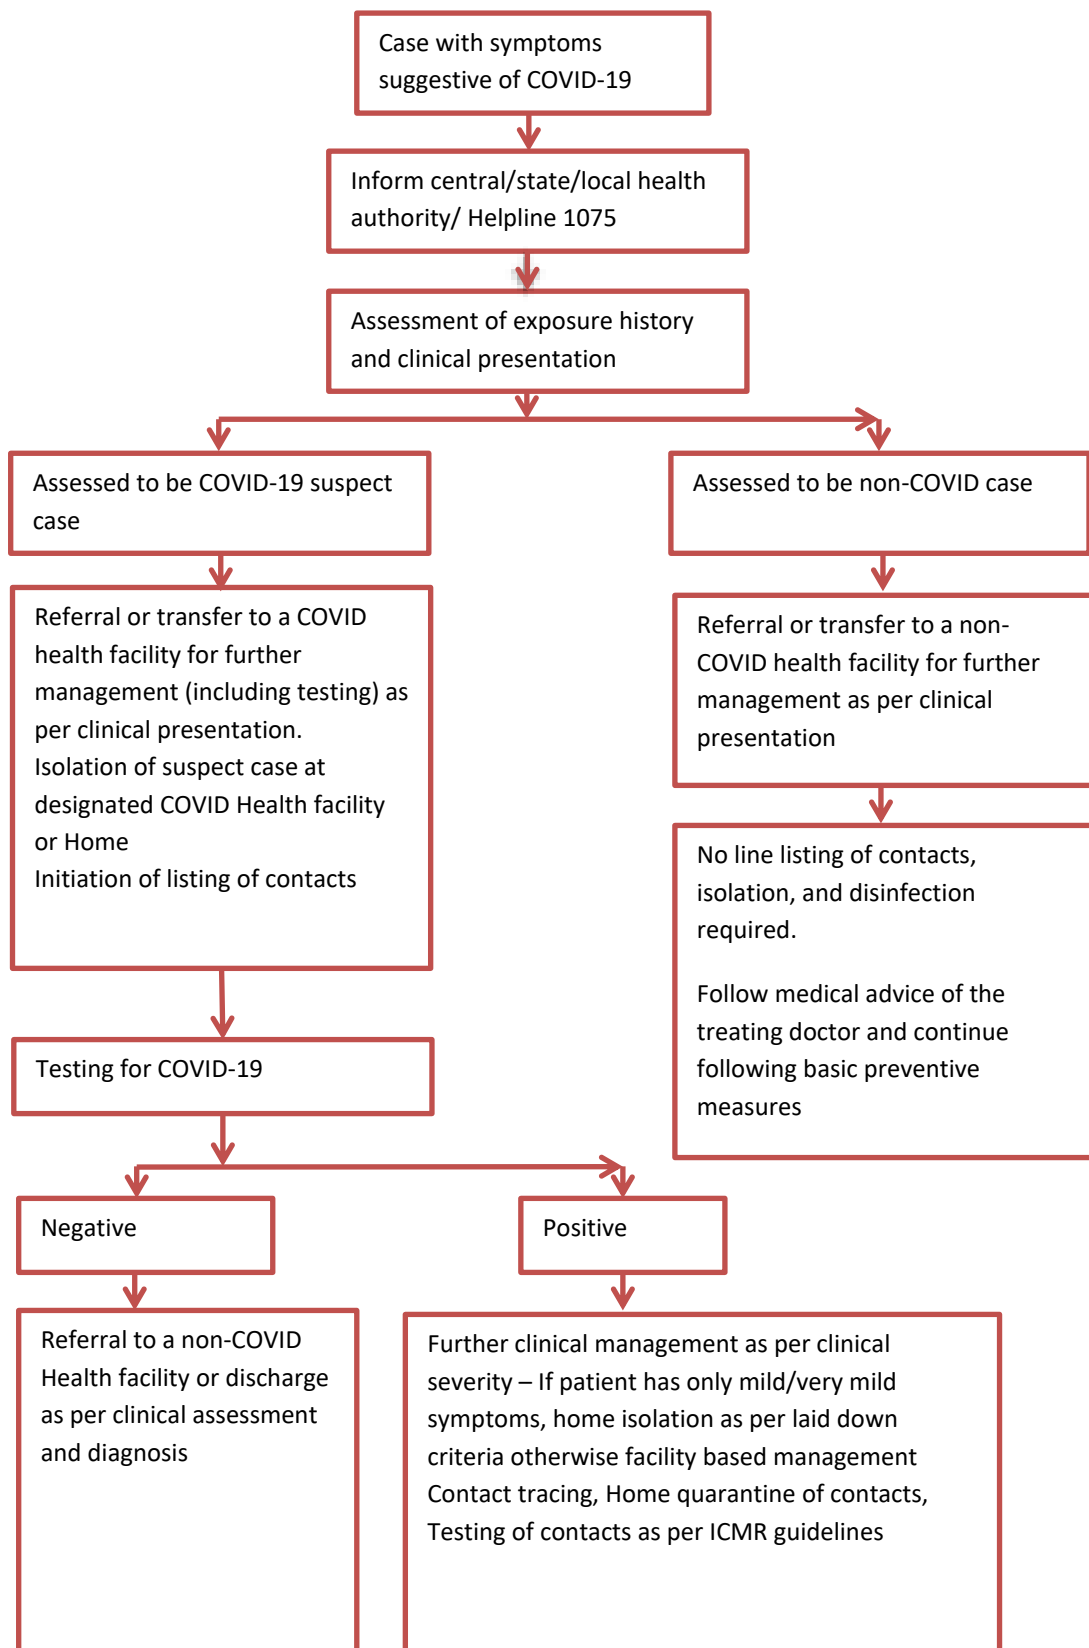 Case with symptoms
suggestive of COVID-19
Inform central/state/local health
authority/ Helpline 1075
Assessment of exposure history
and clinical presentation
Assessed to be COVID-19 suspect
case
Assessed to be non-COVID case
Referral or transfer to a COVID
health facility for further
management (including testing) as
per clinical presentation.
Isolation of suspect case at
designated COVID Health facility
or Home
Initiation of listing of contacts
Referral or transfer to a non-
COVID health facility for further
management as per clinical
presentation
No line listing of contacts,
isolation, and disinfection
required.
Follow medical advice of the
treating doctor and continue
following basic preventive
measures
Testing for COVID-19
Negative
Positive
Referral to a non-COVID
Health facility or discharge
as per clinical assessment
and diagnosis
Further clinical management as per clinical
severity – If patient has only mild/very mild
symptoms, home isolation as per laid down
criteria otherwise facility based management
Contact tracing, Home quarantine of contacts,
Testing of contacts as per ICMR guidelines